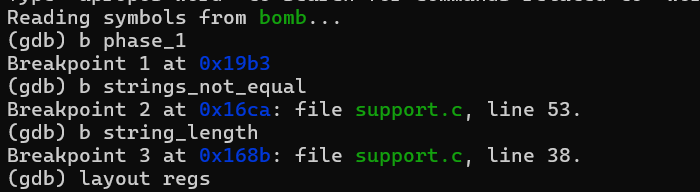 Reading symbols from bomb...
(gdb) b phase_1
Breakpoint 1 at 0x19b3
(gdb) b strings_not_equal
Breakpoint 2 at 0x16ca: file support.c, line 53.
(gdb) b string_length
Breakpoint 3 at 0x168b: file support.c, line 38.
(gdb) layout regs